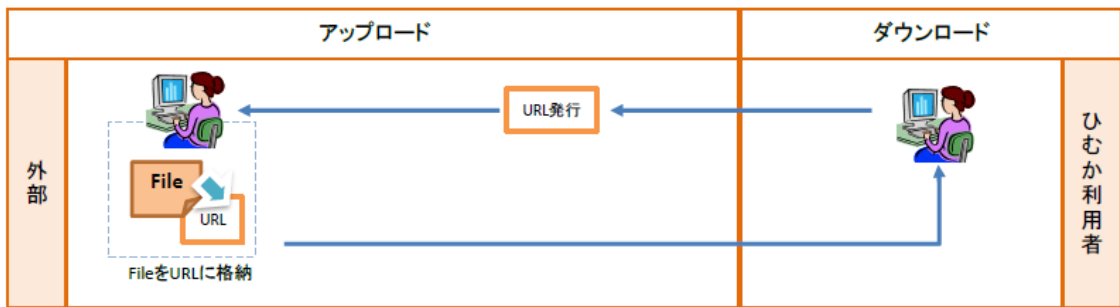 アップロード
ダウンロード
外部
URL発行
File
URL
FileをURLに格納
ひむか利用者